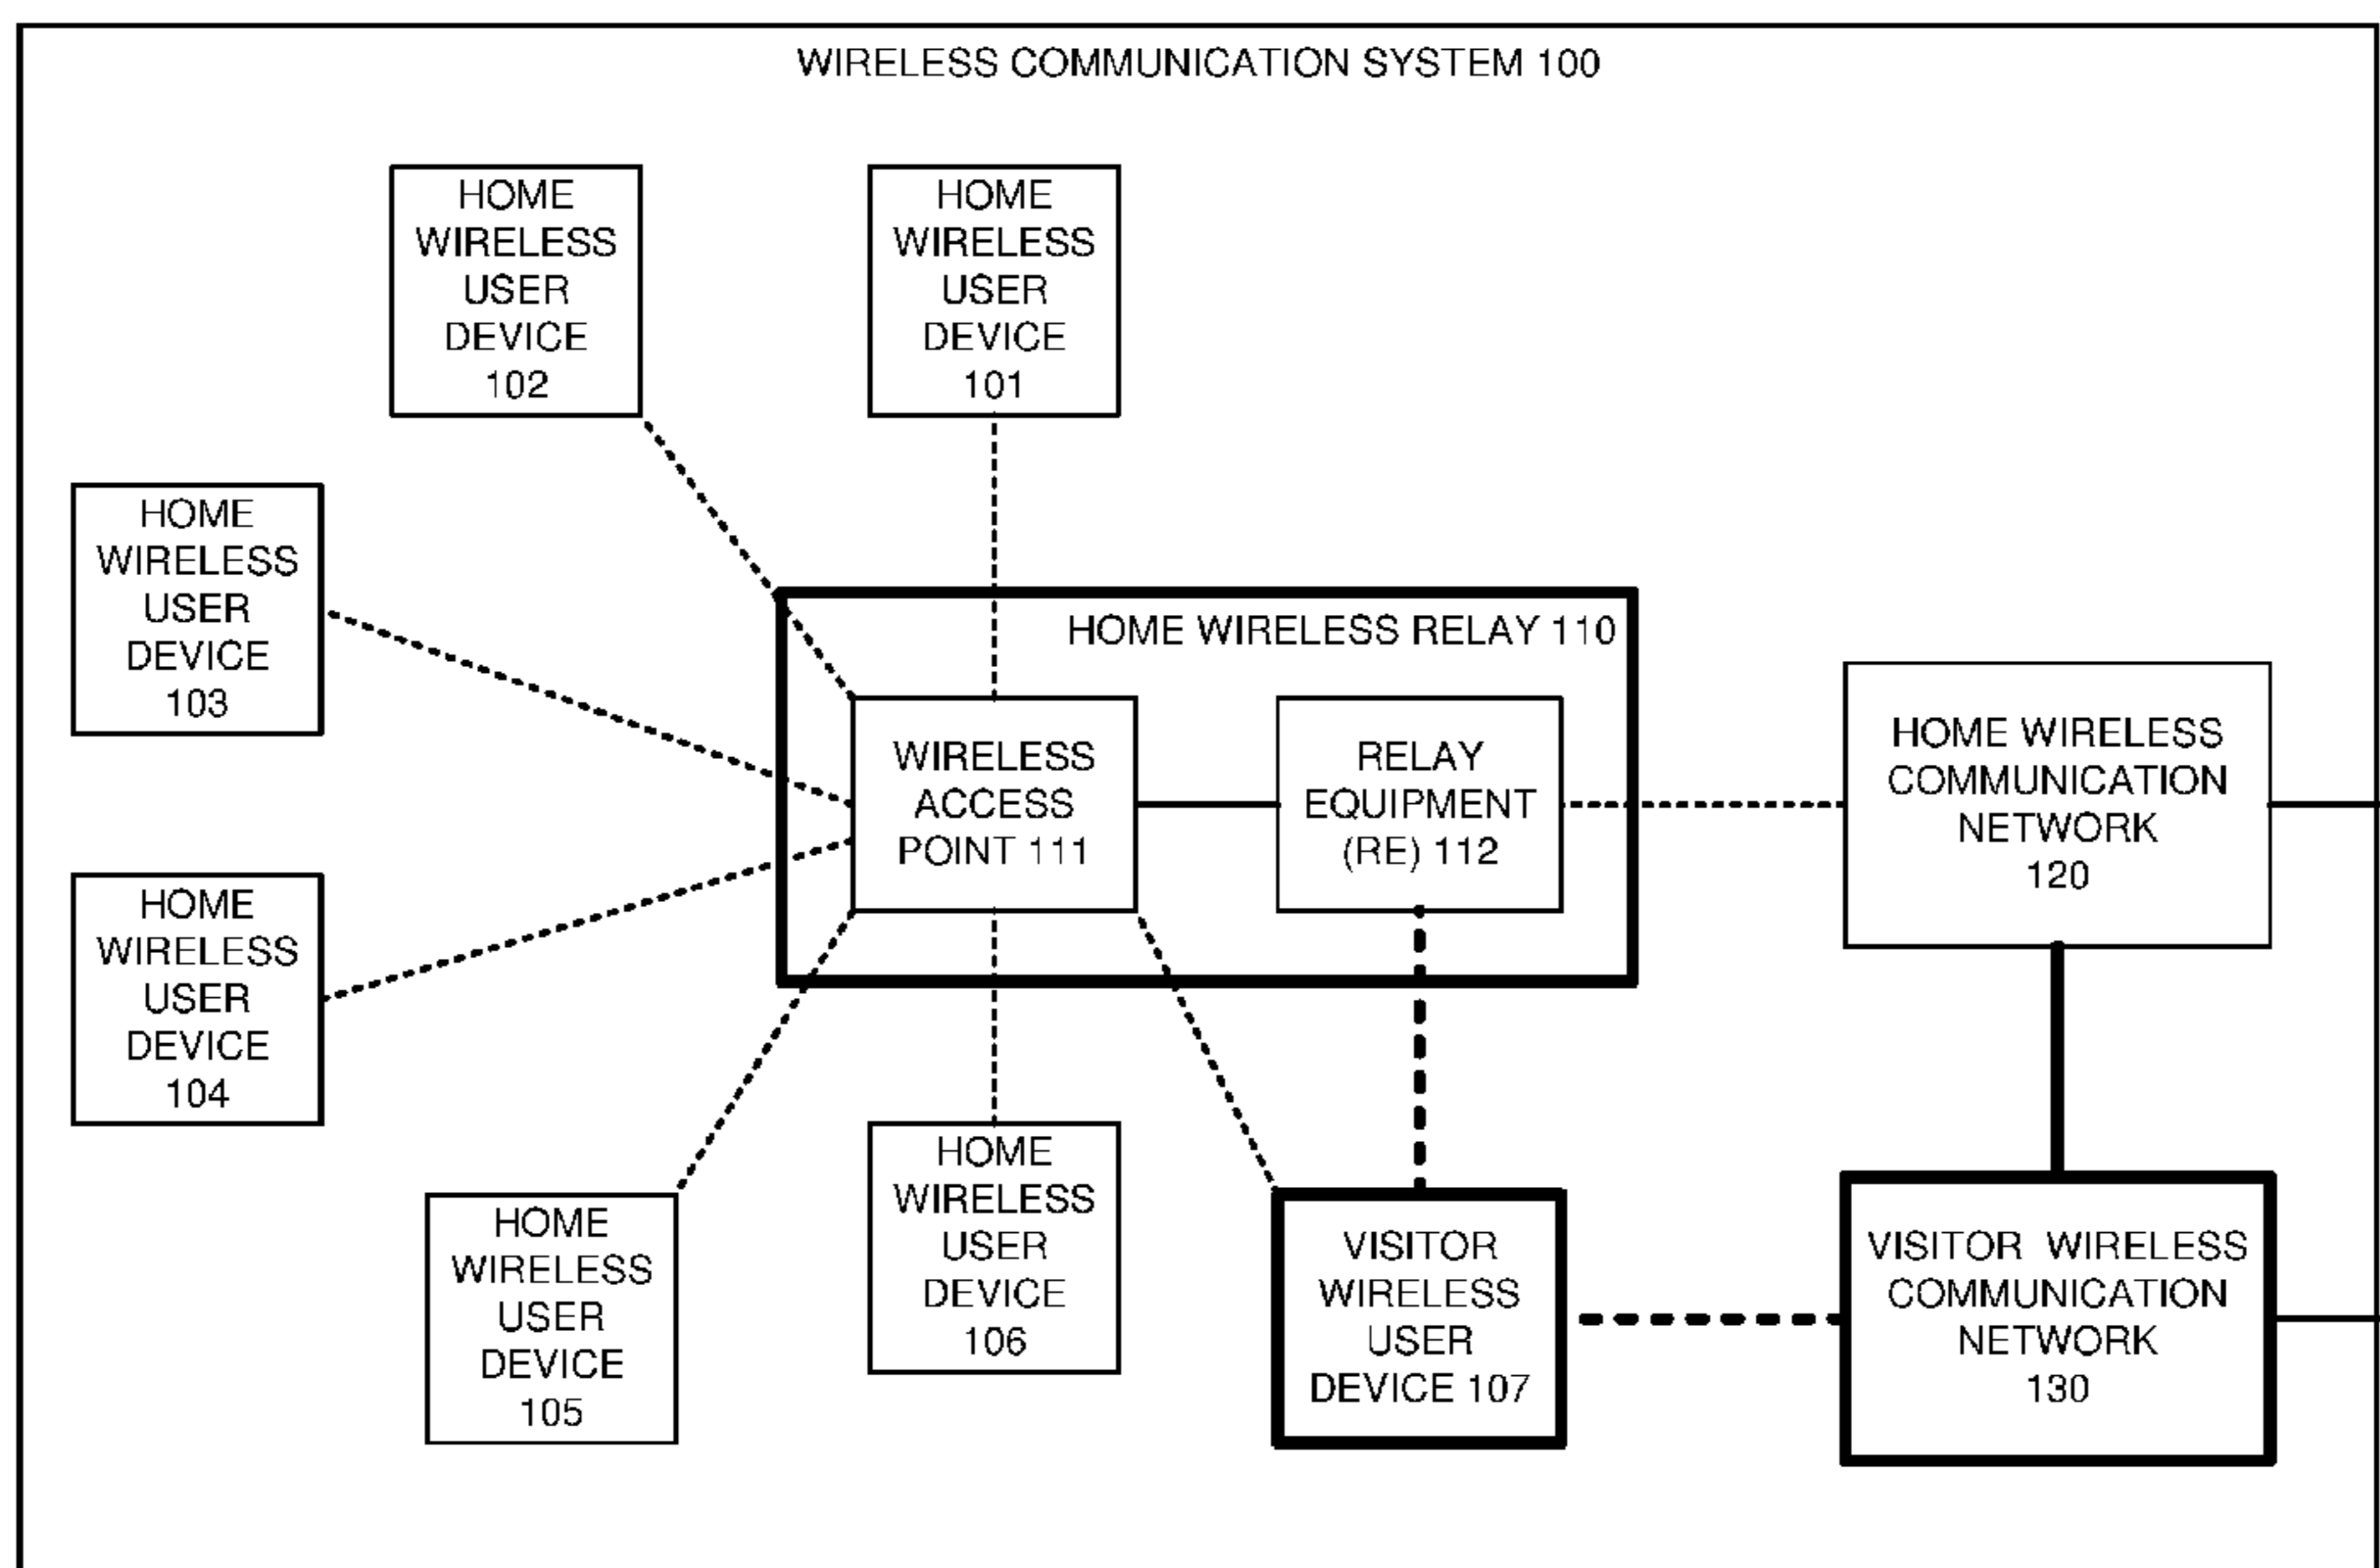 WIRELESS COMMUNICATION SYSTEM 100
HOME
WIRELESS
USER
DEVICE
102
HOME
WIRELESS
USER
DEVICE
101
HOME
WIRELESS
USER
DEVICE
103
HOME WIRELESS RELAY 110
WIRELESS
ACCESS
POINT 111
RELAY
EQUIPMENT
(RE) 112
HOME WIRELESS
COMMUNICATION
NETWORK
120
HOME
WIRELESS
USER
DEVICE
104
HOME
WIRELESS
USER
DEVICE
105
HOME
WIRELESS
USER
DEVICE
106
VISITOR
WIRELESS
USER
DEVICE 107
VISITOR WIRELESS
COMMUNICATION
NETWORK
130